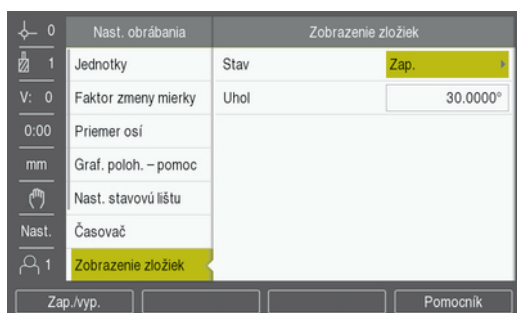 0
Nast. obrábania
Zobrazenie zložiek
1
Jednotky
Stav
Zap.
V: 0
Faktor zmeny mierky
Uhol
30.0000°
0:00
Priemer osí
mm
Graf. poloh. – pomoc
Nast. stavovú lištu
Nast.
Časovač
1
Zobrazenie zložiek
Zap./vyp.
Pomocník